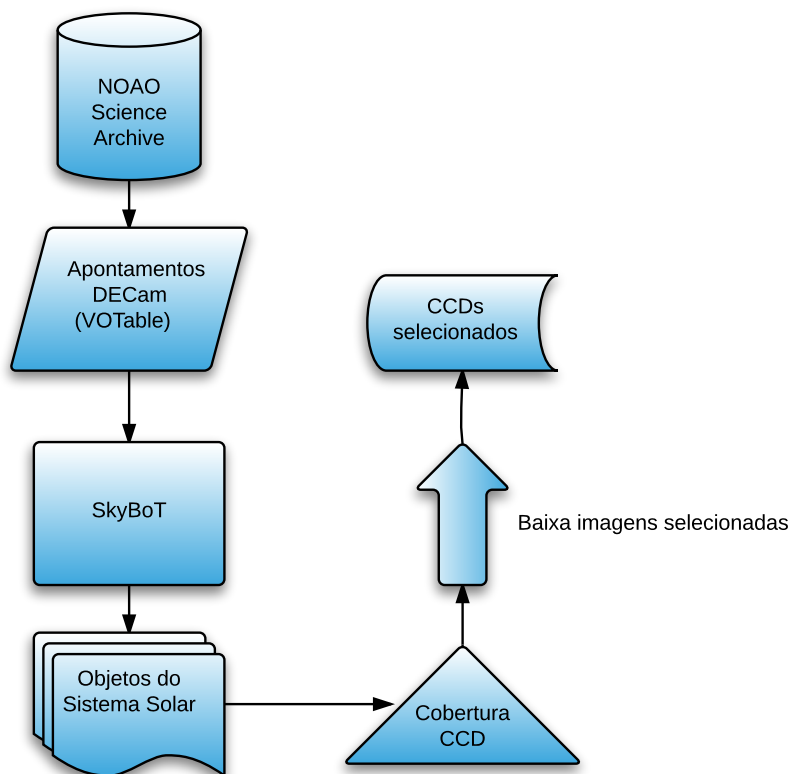 NOAO
Science
Archive
Apontamentos
DECam
(VOTable)
SkyBoT
Objetos do
Sistema Solar
Cobertura
CCD
Baixa imagens selecionadas
CCDs
selecionados